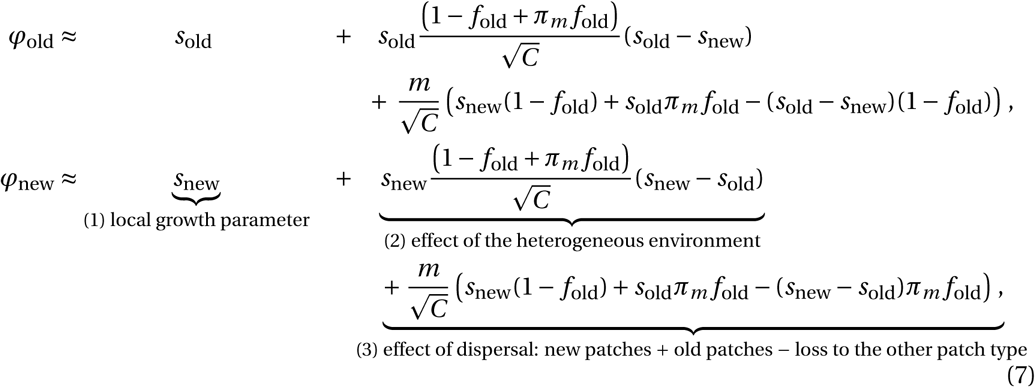 φ_old ≈ s_old + s_old (1 − f_old + π_m f_old)/√C (s_old − s_new)
+ m/√C (s_new(1 − f_old) + s_old π_m f_old − (s_old − s_new)(1 − f_old)) ,
φ_new ≈ s_new + s_new (1 − f_old + π_m f_old)/√C (s_new − s_old)
(1) local growth parameter
(2) effect of the heterogeneous environment
+ m/√C (s_new(1 − f_old) + s_old π_m f_old − (s_new − s_old)π_m f_old) ,
(3) effect of dispersal: new patches + old patches − loss to the other patch type
(7)